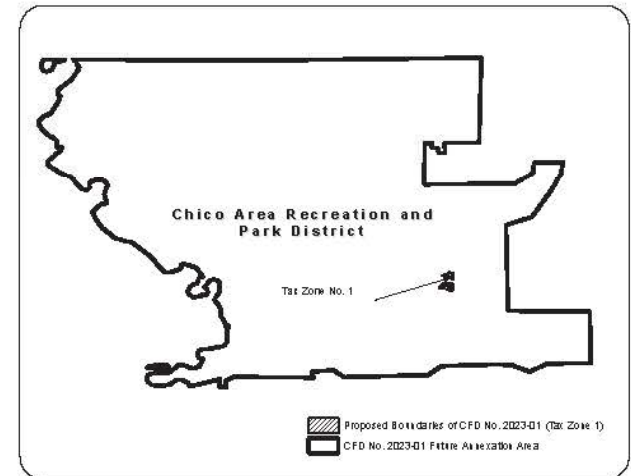 Chico Area Recreation and
Park District
Tax Zone No. 1
Proposed Boundaries of CFD No. 2023-01 (Tax Zone 1)
CFD No. 2023-01 Future Annexation Area